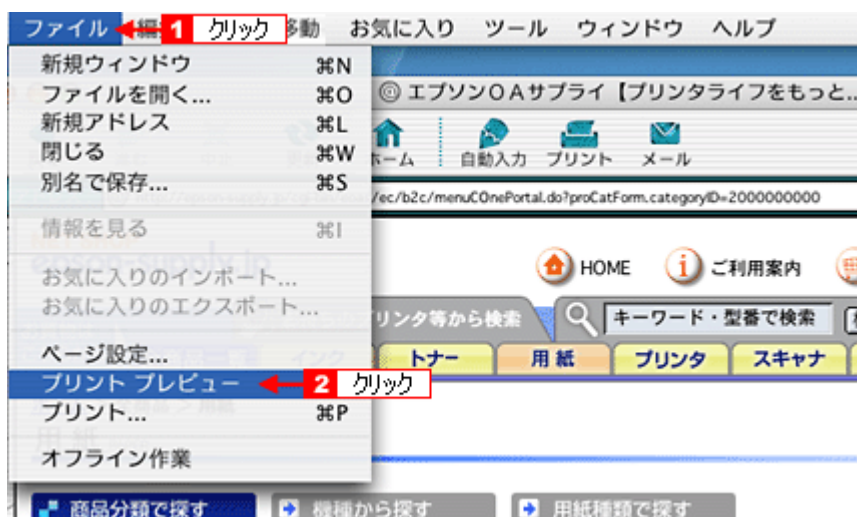 ファイル 1 クリック 移動 お気に入り ツール ウィンドウ ヘルプ
新規ウィンドウ ⌘N
ファイルを開く... ⌘O
@ エプソンOAサプライ【プリンタライフをもっと...
新規アドレス ⌘L
閉じる ⌘W
ホーム 自動入力 プリント メール
別名で保存... ⌘S
/ec/b2c/menuCOnePortal.do?proCatForm.categoryID=2000000000
情報を見る ⌘I
HOME ご利用案内
お気に入りのインポート...
お気に入りのエクスポート...
プリンタ等から検索 キーワード・型番で検索
ページ設定...
インク トナー 用紙 プリンタ スキャナ
プリント プレビュー 2 クリック
プリント... ⌘P
オフライン作業
商品分類で探す 機種から探す 用紙種類で探す